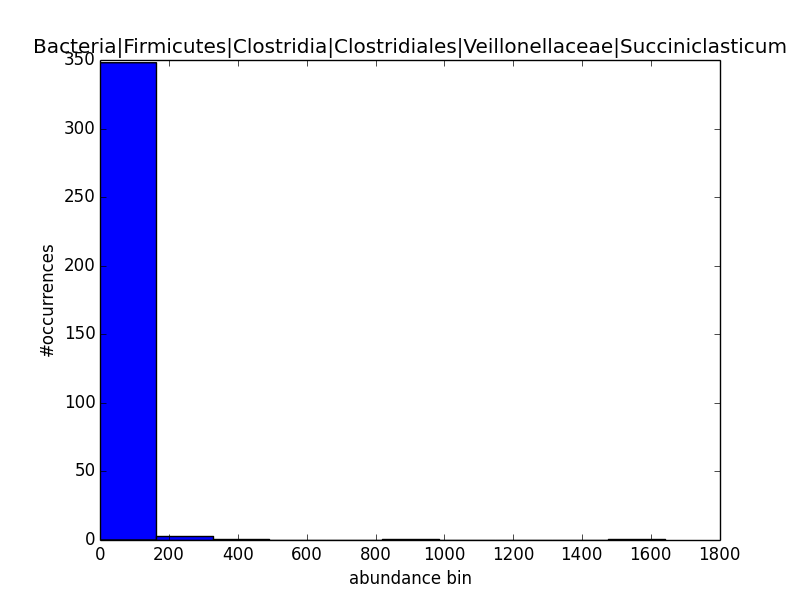 Bacteria|Firmicutes|Clostridia|Clostridiales|Veillonellaceae|Succiniclasticum
350
300
250
200
150
100
50
0
#occurrences
0 200 400 600 800 1000 1200 1400 1600 1800
abundance bin